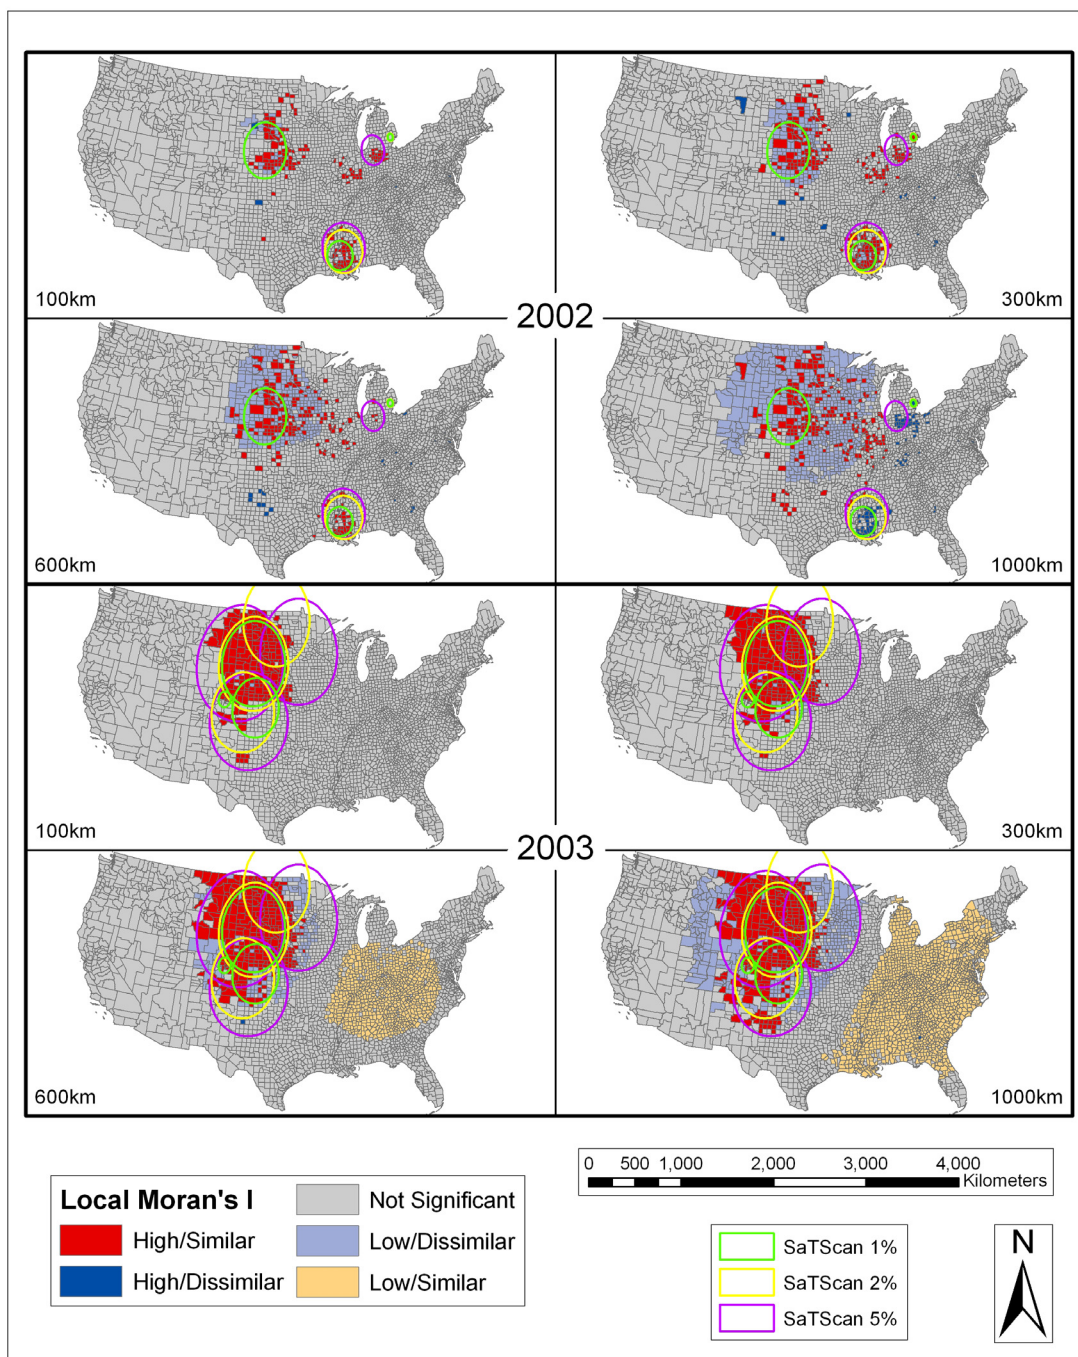 100km
300km
2002
600km
1000km
100km
300km
2003
600km
1000km
0 500 1,000 2,000 3,000 4,000
Kilometers
Local Moran's I
Not Significant
High/Similar
Low/Dissimilar
High/Dissimilar
Low/Similar
SaTScan 1%
SaTScan 2%
SaTScan 5%
N